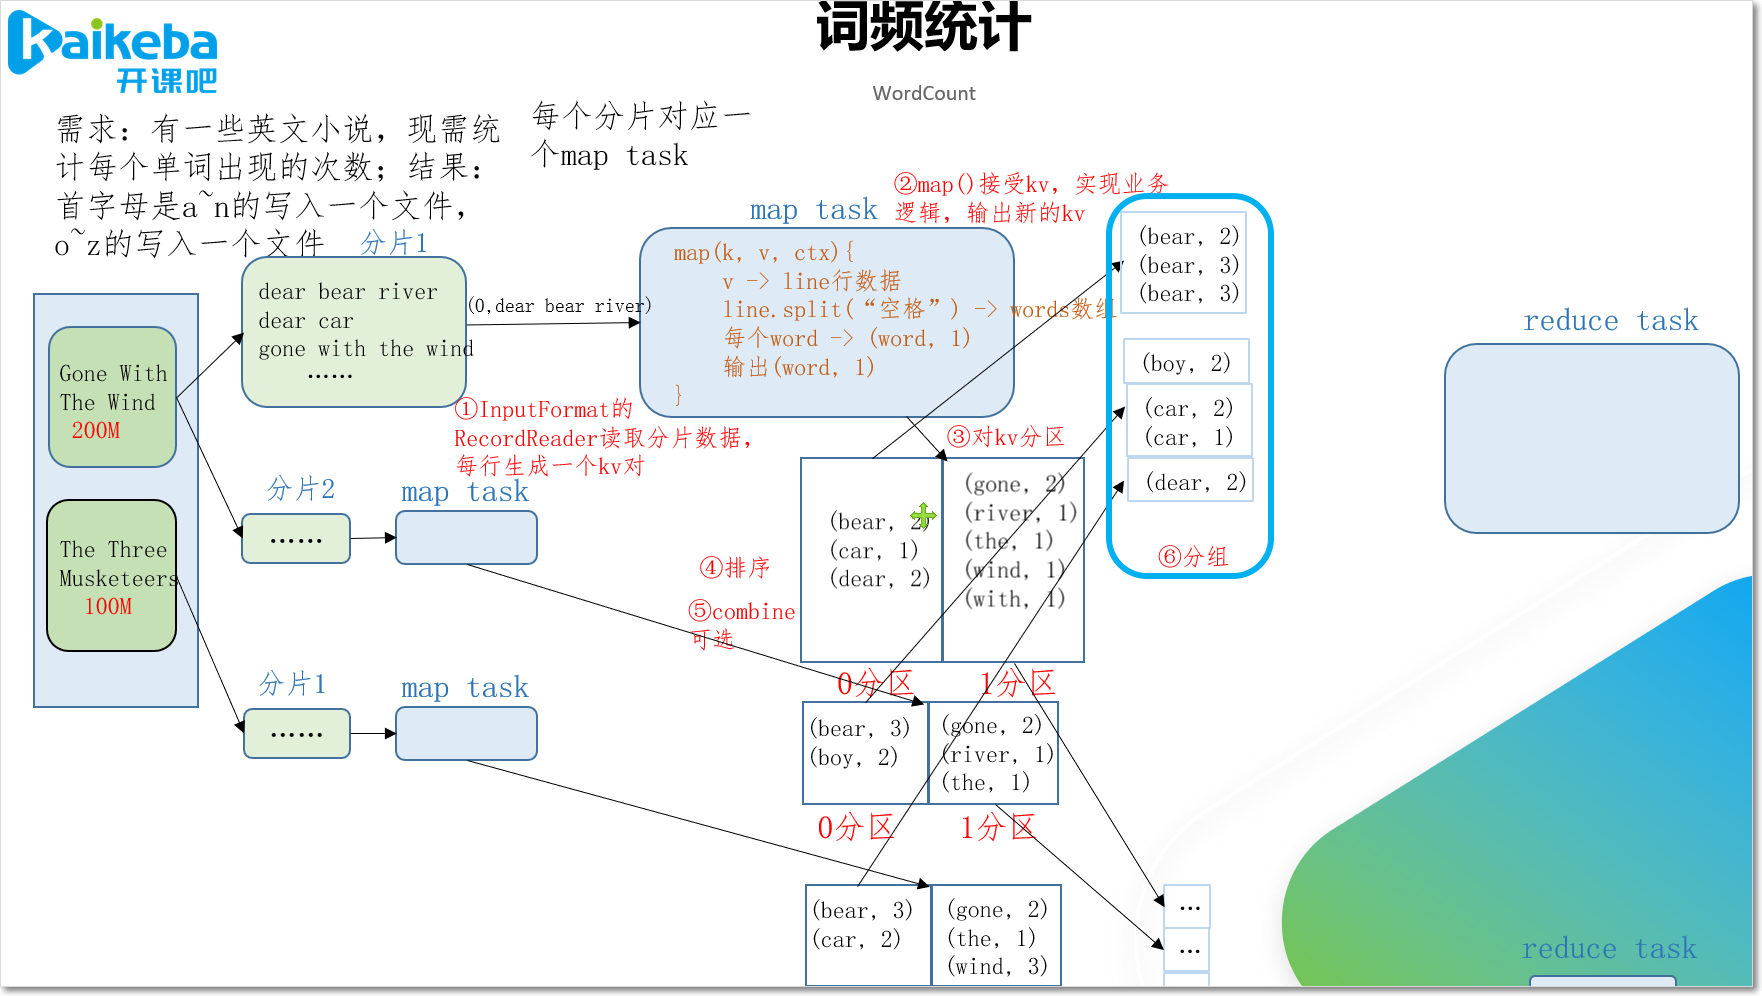 kaikeba
开课吧
词频统计
WordCount
需求：有一些英文小说，现需统
计每个单词出现的次数；结果：
首字母是a~n的写入一个文件，
o~z的写入一个文件
每个分片对应一
个map task
分片1
dear bear river
dear car
gone with the wind
......
(0,dear bear river)
map task
②map()接受kv，实现业务
逻辑，输出新的kv
map(k, v, ctx){
v -> line行数据
line.split(“空格”) -> words数组
每个word -> (word, 1)
输出(word, 1)
}
Gone With
The Wind
200M
The Three
Musketeers
100M
①InputFormat的
RecordReader读取分片数据，
每行生成一个kv对
分片2
......
map task
分片1
......
map task
③对kv分区
④排序
⑤combine
可选
(bear, 2)
(car, 1)
(dear, 2)
(gone, 2)
(river, 1)
(the, 1)
(wind, 1)
(with, 1)
0分区
1分区
(bear, 3)
(boy, 2)
(gone, 2)
(river, 1)
(the, 1)
0分区
1分区
(bear, 3)
(car, 2)
(gone, 2)
(the, 1)
(wind, 3)
(bear, 2)
(bear, 3)
(bear, 3)
(boy, 2)
(car, 2)
(car, 1)
(dear, 2)
⑥分组
...
...
reduce task
reduce task